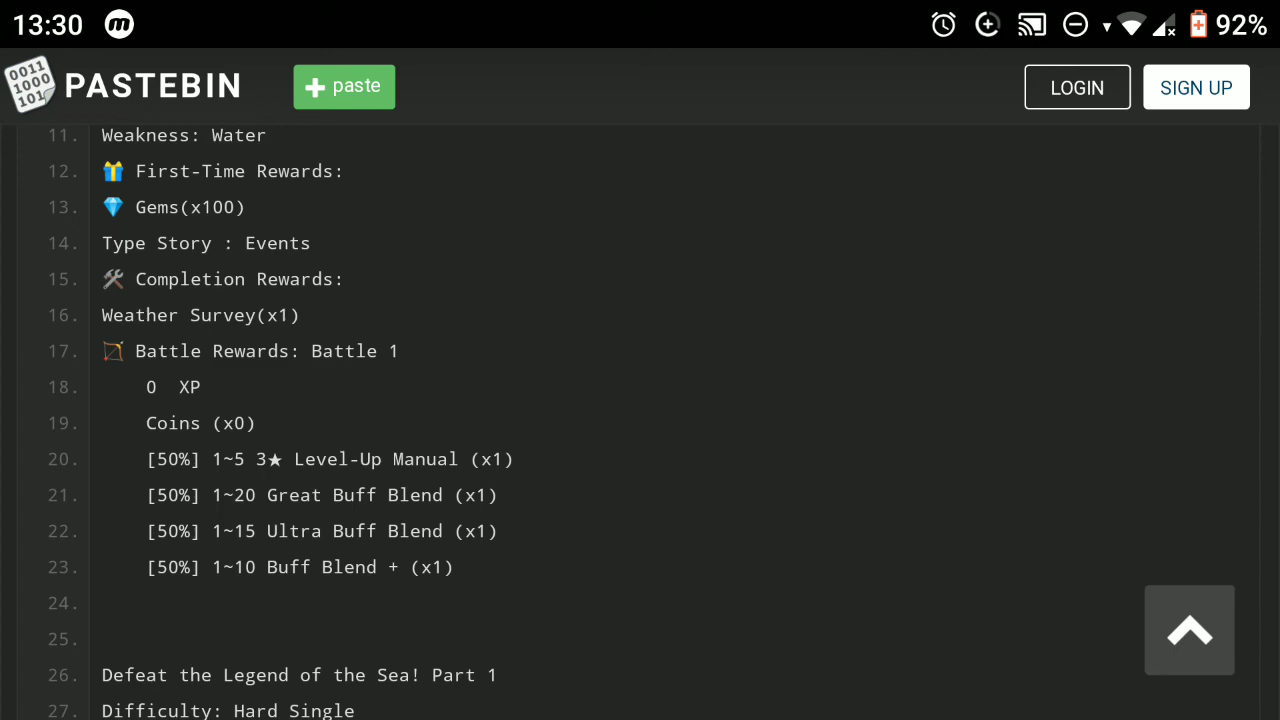 13:30
92%
0011
1000
101
PASTEBIN
+ paste
LOGIN
SIGN UP
11. Weakness: Water
12. 🎁 First-Time Rewards:
13. 💎 Gems(x100)
14. Type Story : Events
15. 🛠 Completion Rewards:
16. Weather Survey(x1)
17. 🏹 Battle Rewards: Battle 1
18. 0  XP
19. Coins (x0)
20. [50%] 1~5 3★ Level-Up Manual (x1)
21. [50%] 1~20 Great Buff Blend (x1)
22. [50%] 1~15 Ultra Buff Blend (x1)
23. [50%] 1~10 Buff Blend + (x1)
24.
25.
26. Defeat the Legend of the Sea! Part 1
27. Difficulty: Hard Single